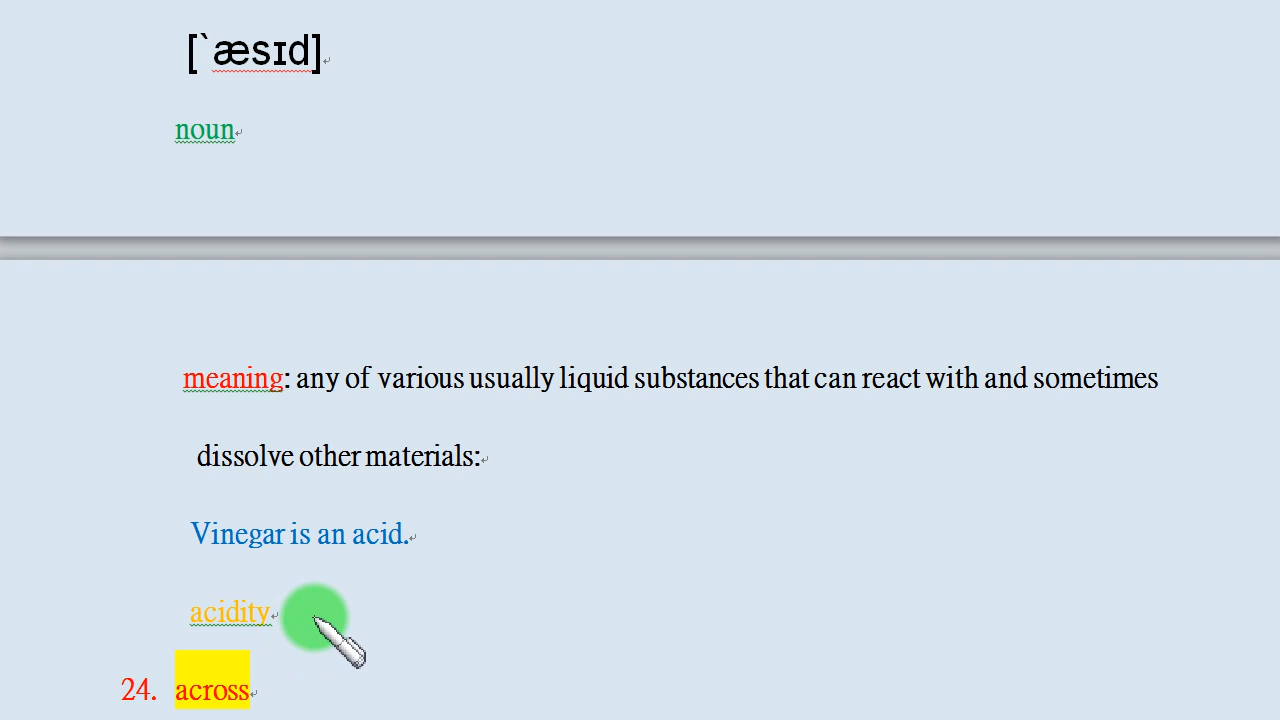 [`æsɪd]
noun
meaning: any of various usually liquid substances that can react with and sometimes
dissolve other materials:
Vinegar is an acid.
acidity
24. across